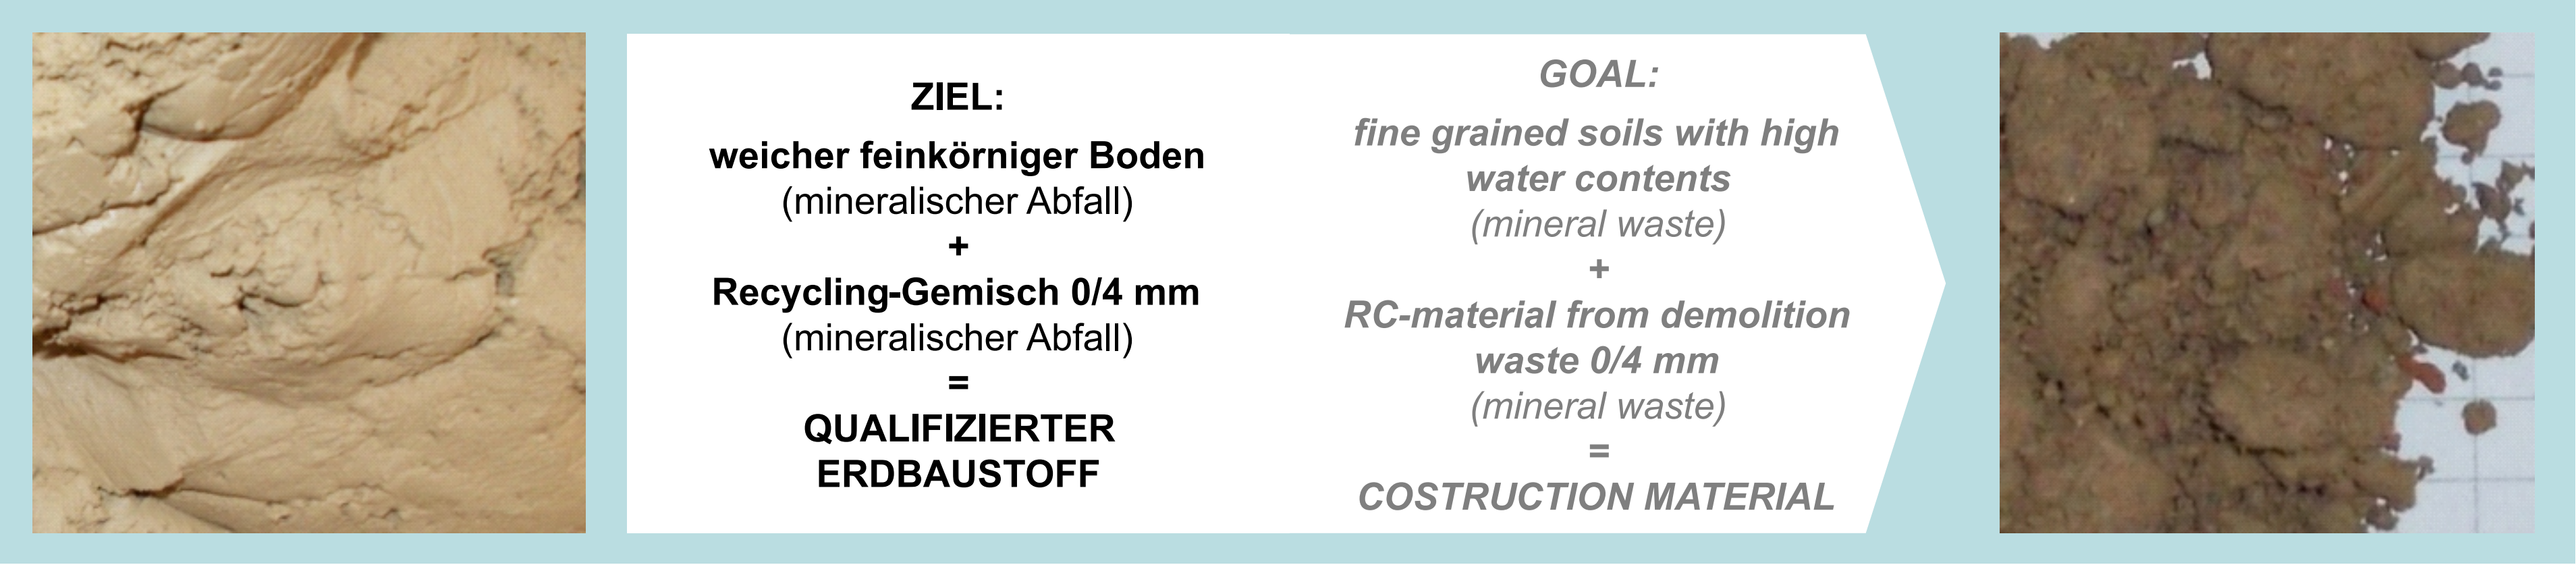 ZIEL:
weicher feinkörniger Boden
(mineralischer Abfall)
+
Recycling-Gemisch 0/4 mm
(mineralischer Abfall)
=
QUALIFIZIERTER
ERDBAUSTOFF
GOAL:
fine grained soils with high
water contents
(mineral waste)
+
RC-material from demolition
waste 0/4 mm
(mineral waste)
=
COSTRUCTION MATERIAL